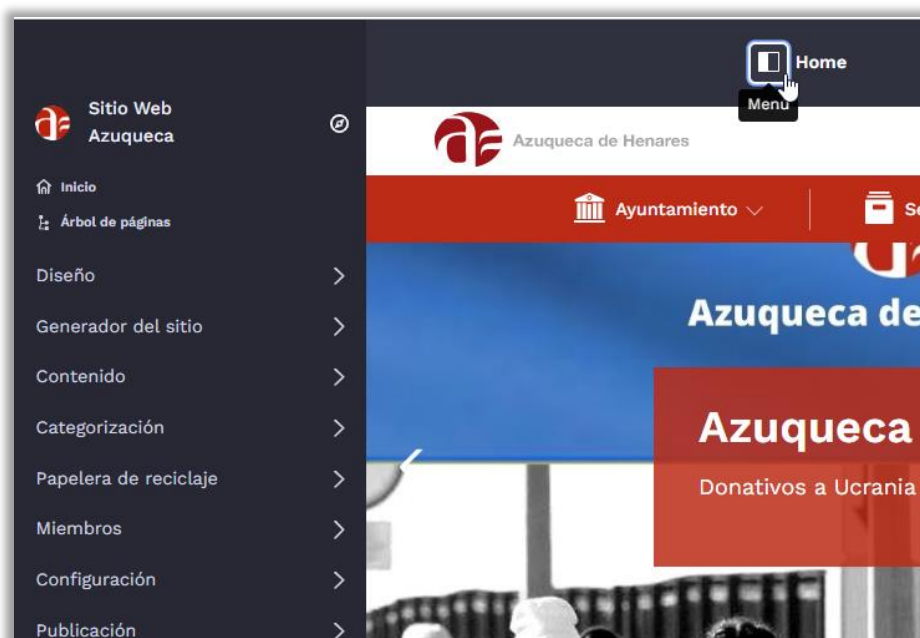 Home
Menú
Sitio Web
Azuqueca
Inicio
Árbol de páginas
Diseño
Generador del sitio
Contenido
Categorización
Papelera de reciclaje
Miembros
Configuración
Publicación
Azuqueca de Henares
Ayuntamiento
Azuqueca de
Azuqueca
Donativos a Ucrania